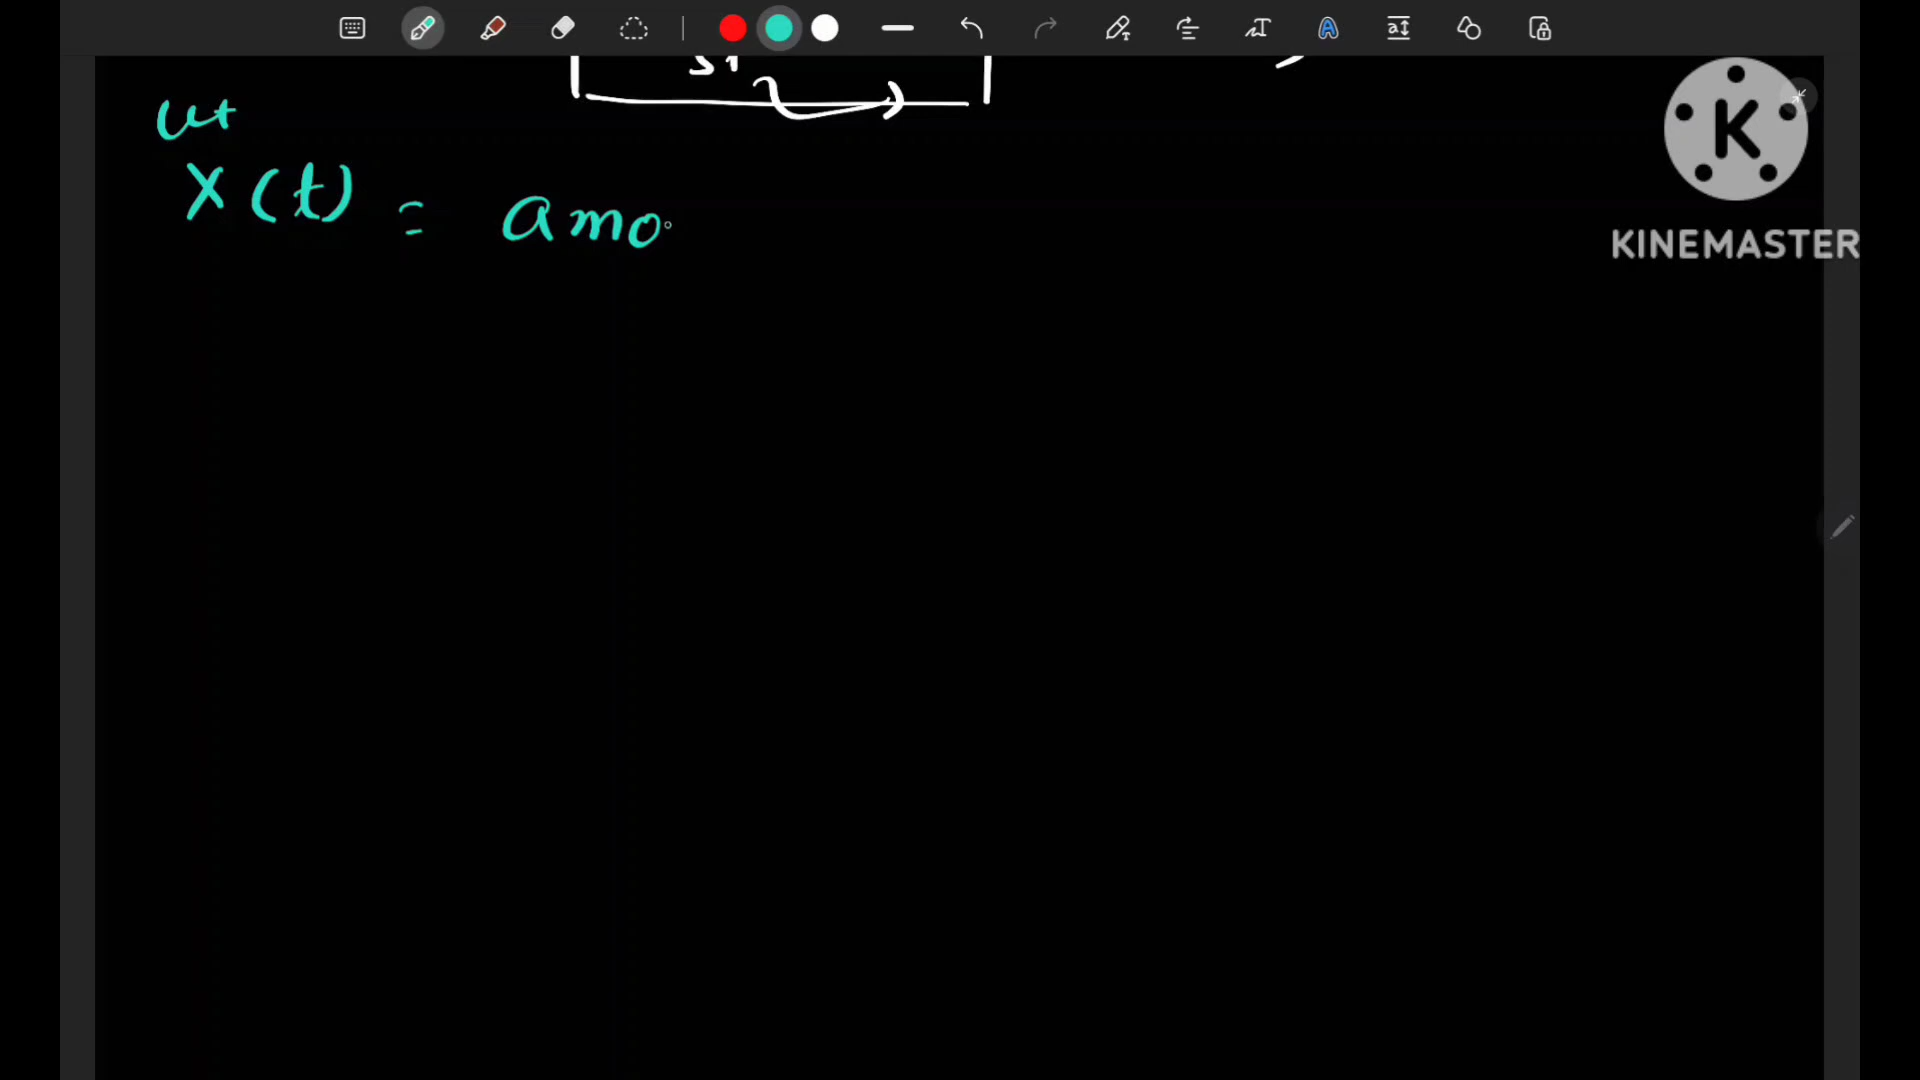 let
X(t) = amo
K
KINEMASTER